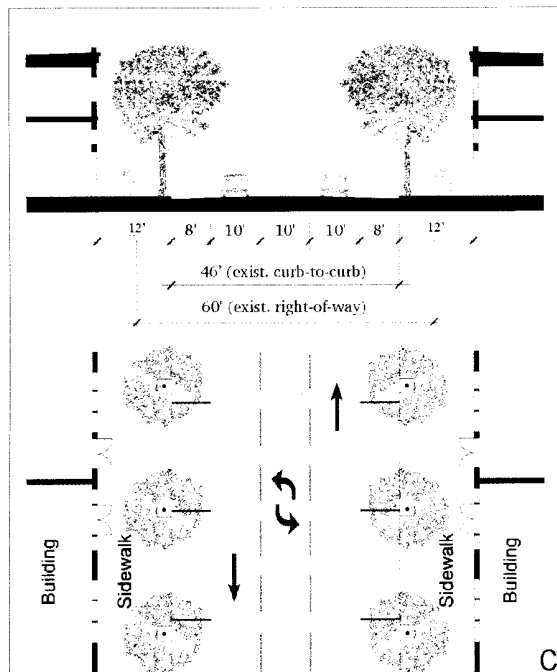 12' 8' 10' 10' 10' 8' 12'
46' (exist. curb-to-curb)
60' (exist. right-of-way)
Building
Sidewalk
Sidewalk
Building
C